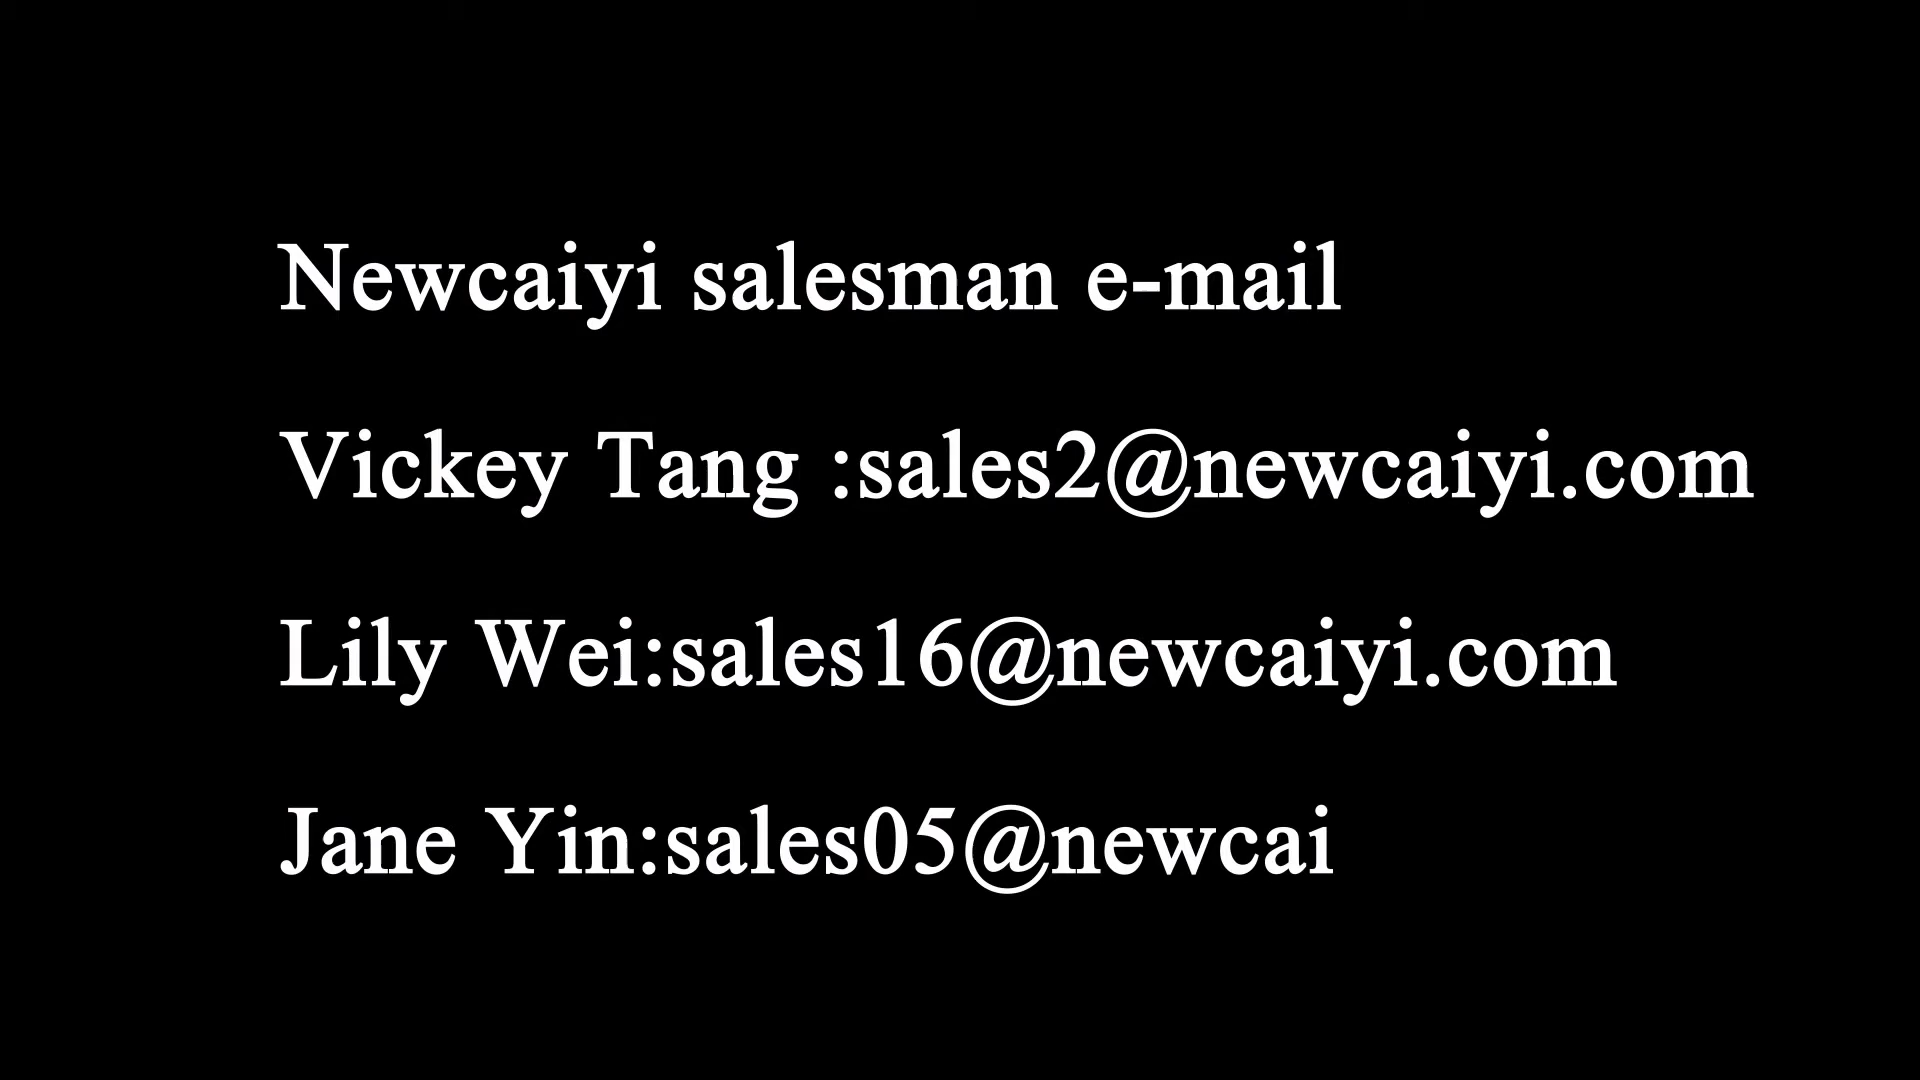 Newcaiyi salesman e-mail
Vickey Tang :sales2@newcaiyi.com
Lily Wei:sales16@newcaiyi.com
Jane Yin:sales05@newcai